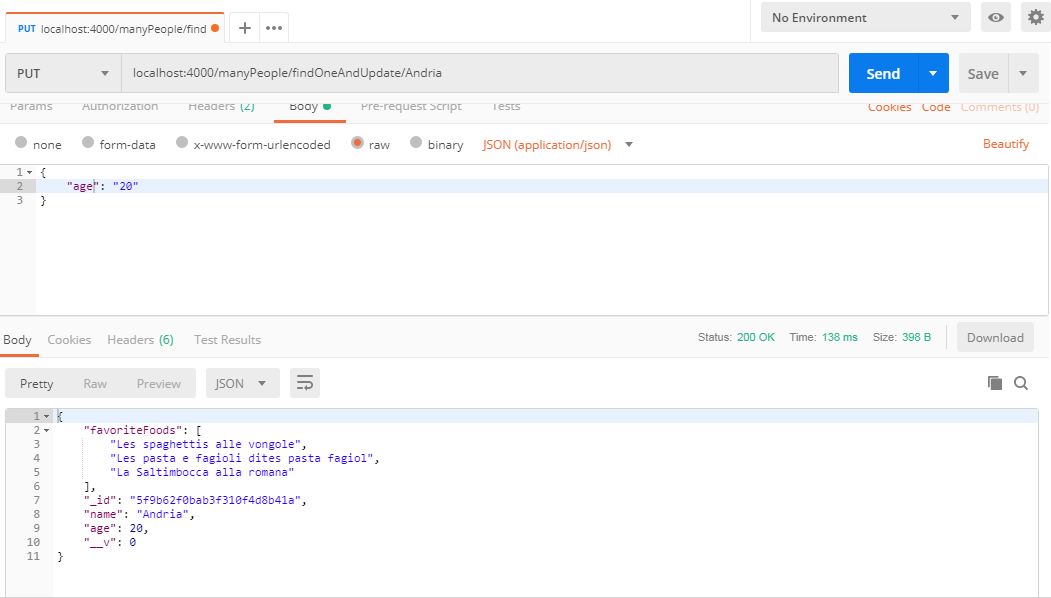 PUT localhost:4000/manyPeople/find
No Environment
PUT localhost:4000/manyPeople/findOneAndUpdate/Andria Send Save
Params Authorization Headers (2) Body Pre-request Script Tests Cookies Code Comments (0)
none form-data x-www-form-urlencoded raw binary JSON (application/json) Beautify
1 {
2 "age": "20"
3 }
Body Cookies Headers (6) Test Results Status: 200 OK Time: 138 ms Size: 398 B Download
Pretty Raw Preview JSON
1 {
2 "favoriteFoods": [
3 "Les spaghettis alle vongole",
4 "Les pasta e fagioli dites pasta fagiol",
5 "La Saltimbocca alla romana"
6 ],
7 "_id": "5f9b62f0bab3f310f4d8b41a",
8 "name": "Andria",
9 "age": 20,
10 "__v": 0
11 }